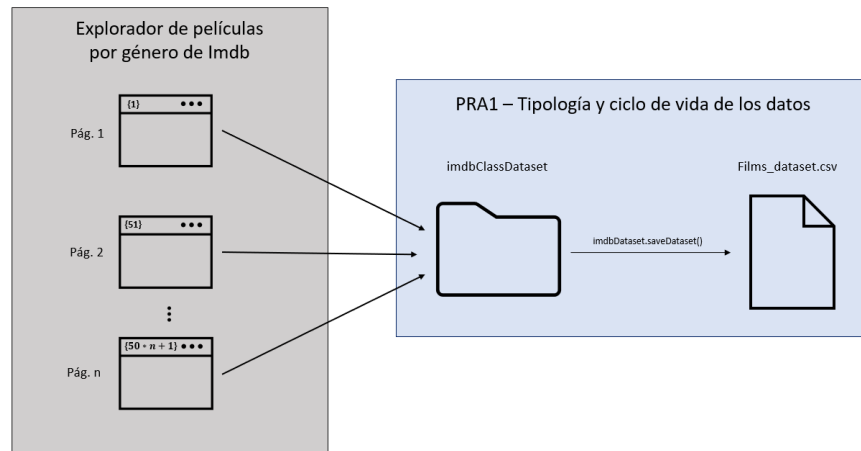 Explorador de películas
por género de Imdb
{1}
Pág. 1
{51}
Pág. 2
{50 ∗ n + 1}
Pág. n
PRA1 – Tipología y ciclo de vida de los datos
imdbClassDataset
Films_dataset.csv
imdbDataset.saveDataset()